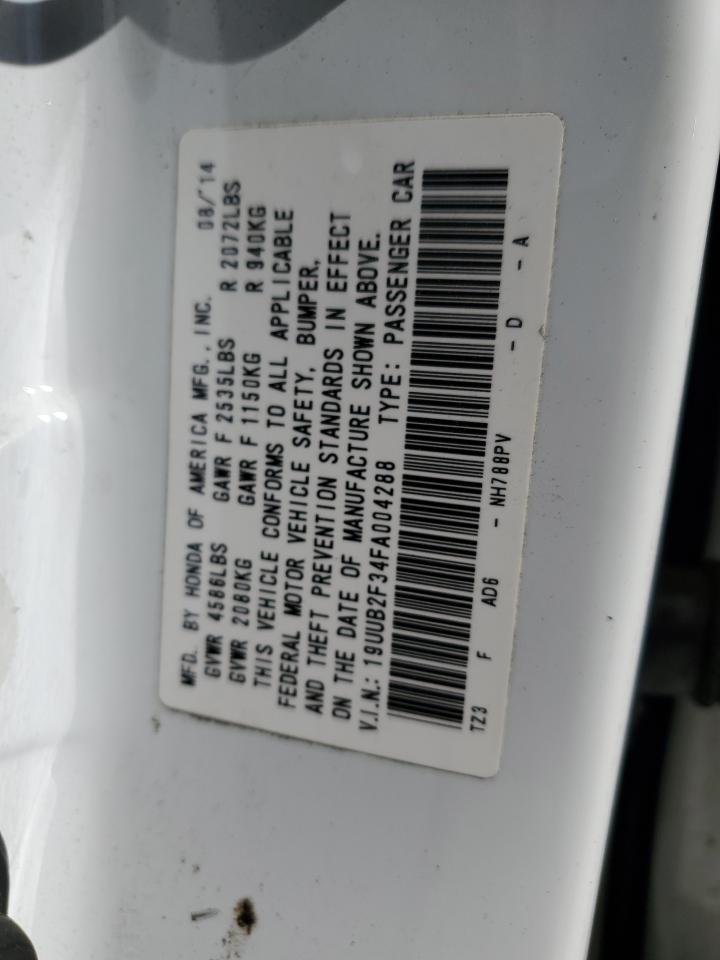 MFD. BY HONDA OF AMERICA MFG., INC. 08/'14
GVWR 4586LBS GAWR F 2535LBS R 2072LBS
GVWR 2080KG GAWR F 1150KG R 940KG
THIS VEHICLE CONFORMS TO ALL APPLICABLE
FEDERAL MOTOR VEHICLE SAFETY, BUMPER,
AND THEFT PREVENTION STANDARDS IN EFFECT
ON THE DATE OF MANUFACTURE SHOWN ABOVE.
V.I.N.: 19UUB2F34FA004288 TYPE: PASSENGER CAR
TZ3 F AD6 - NH788PV - D - A